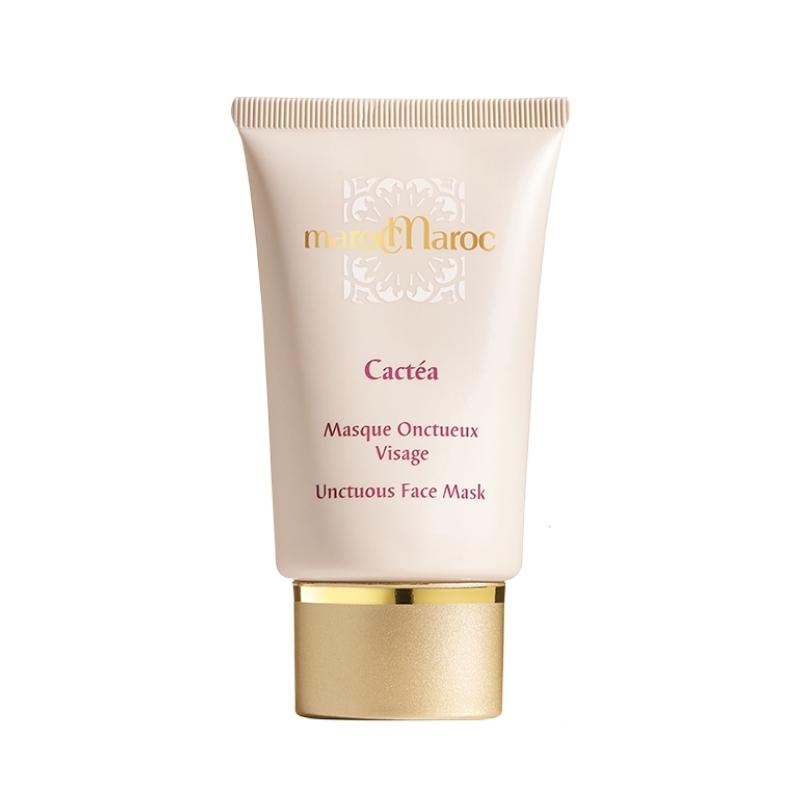 marocMaroc
Cactéa
Masque Onctueux
Visage
Unctuous Face Mask